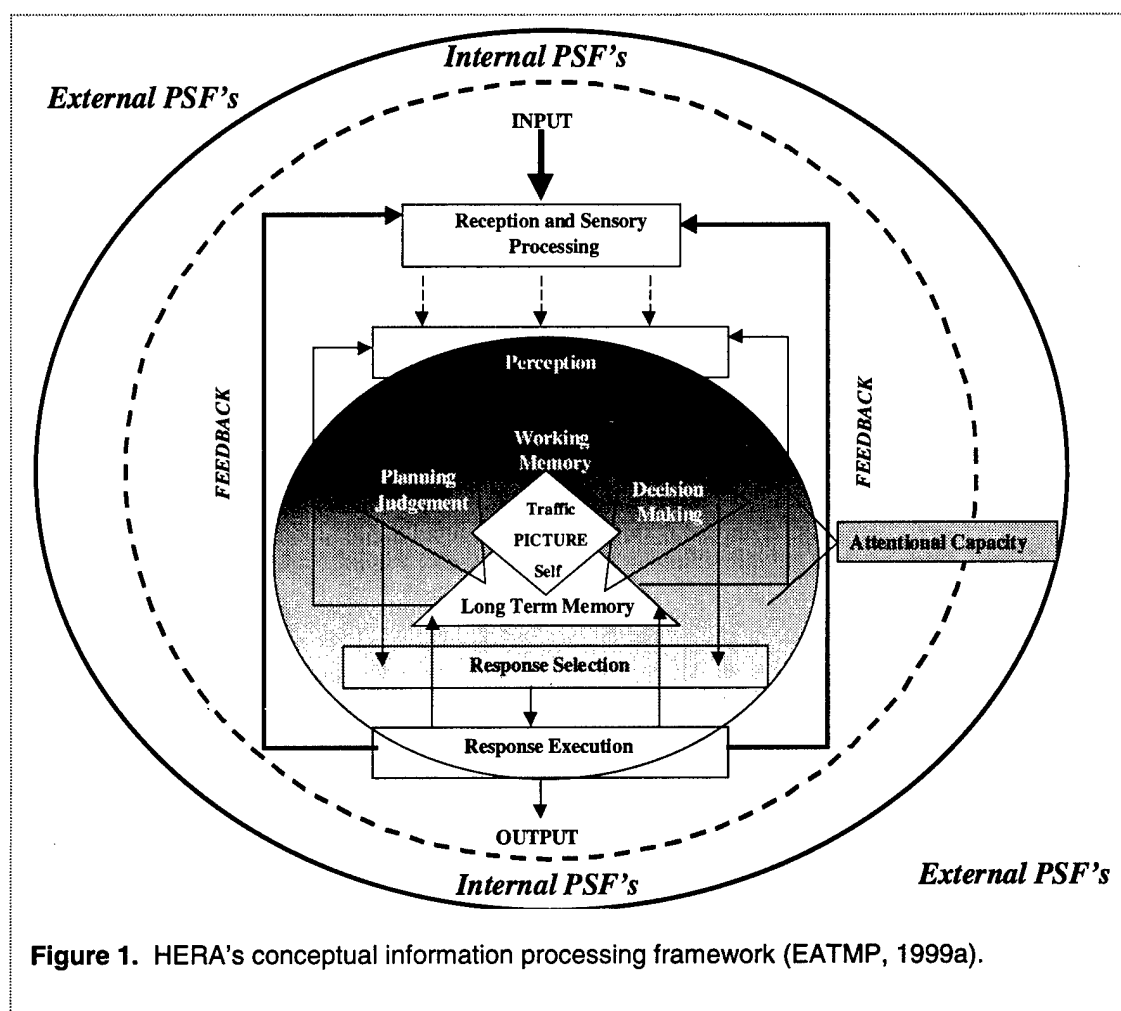 Internal PSF's
External PSF's
INPUT
Reception and Sensory
Processing
Perception
FEEDBACK
FEEDBACK
Working
Memory
Planning
Judgement
Decision
Making
Traffic
PICTURE
Self
Attentional Capacity
Long Term Memory
Response Selection
Response Execution
OUTPUT
Internal PSF's
External PSF's
Figure 1. HERA's conceptual information processing framework (EATMP, 1999a).